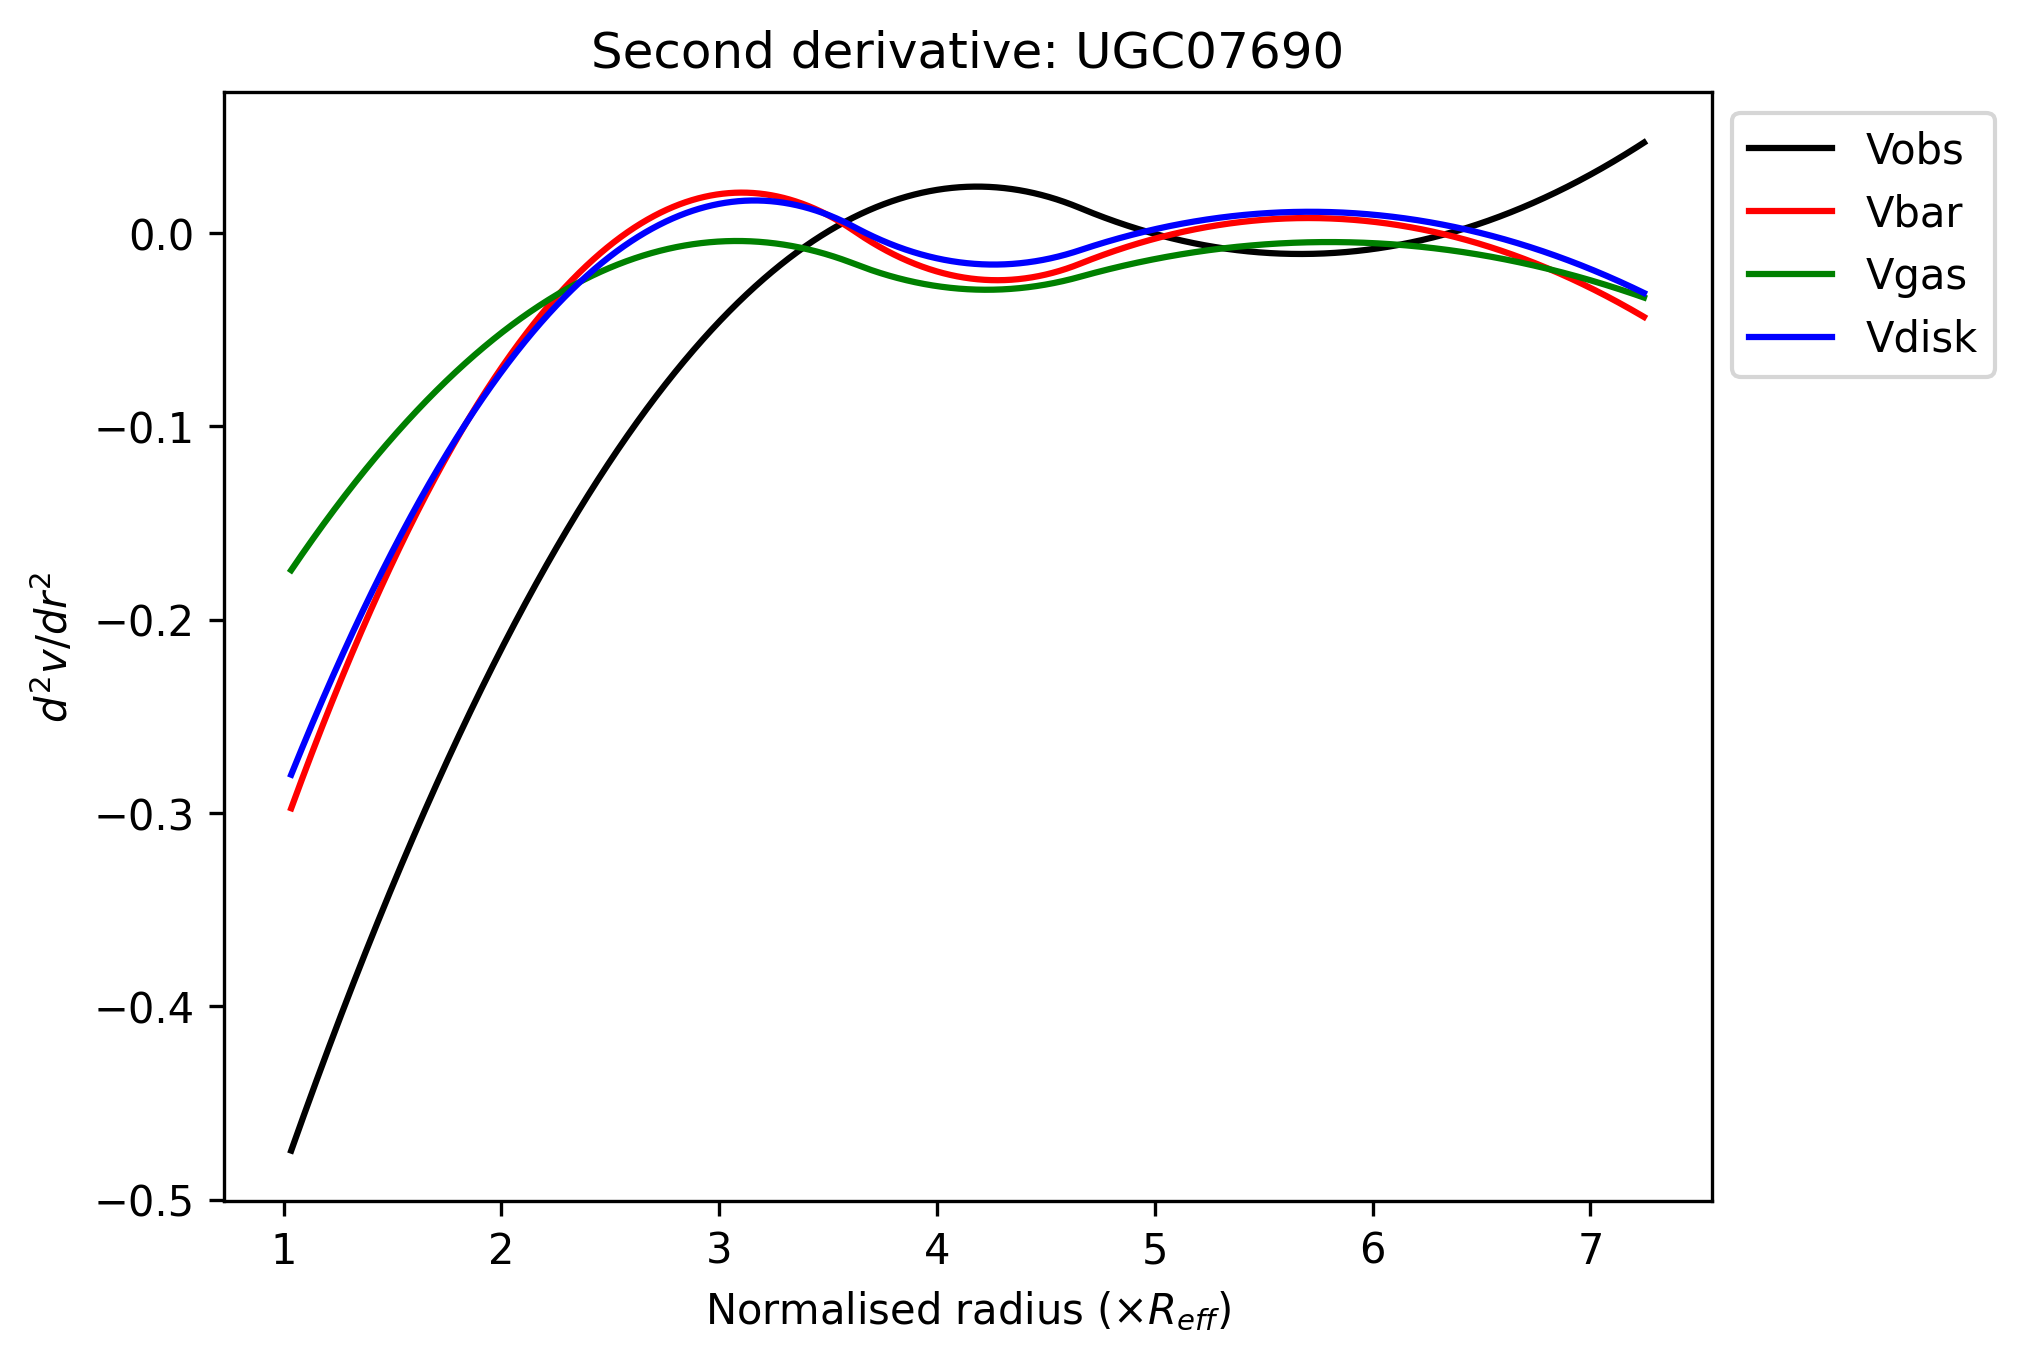 Second derivative: UGC07690
Vobs
Vbar
Vgas
Vdisk
0.0
−0.1
−0.2
−0.3
−0.4
−0.5
d²v/dr²
1 2 3 4 5 6 7
Normalised radius (×R_eff)